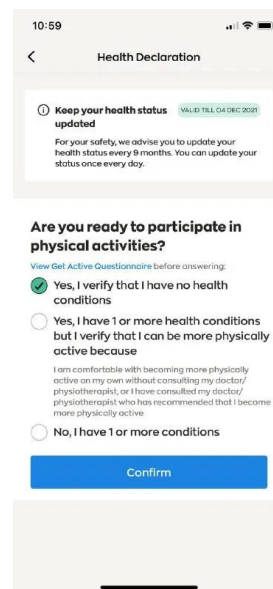 10:59
Health Declaration
Keep your health status VALID TILL 04 DEC 2021
updated
For your safety, we advise you to update your
health status every 9 months. You can update your
status once every day.
Are you ready to participate in
physical activities?
View Get Active Questionnaire before answering:
Yes, I verify that I have no health
conditions
Yes, I have 1 or more health conditions
but I verify that I can be more physically
active because
I am comfortable with becoming more physically
active on my own without consulting my doctor/
physiotherapist, or I have consulted my doctor/
physiotherapist who has recommended that I become
more physically active
No, I have 1 or more conditions
Confirm